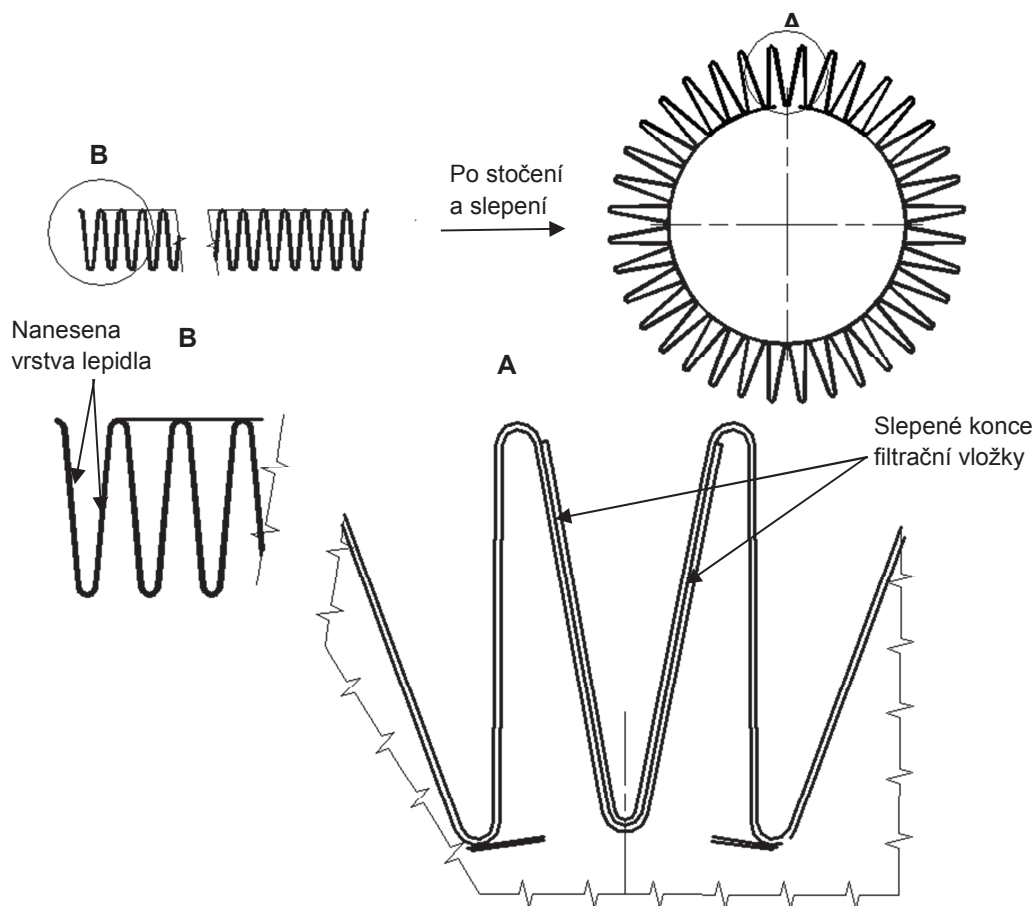 A
B
Po stočení
a slepení
Nanesena
vrstva lepidla
B
A
Slepené konce
filtrační vložky